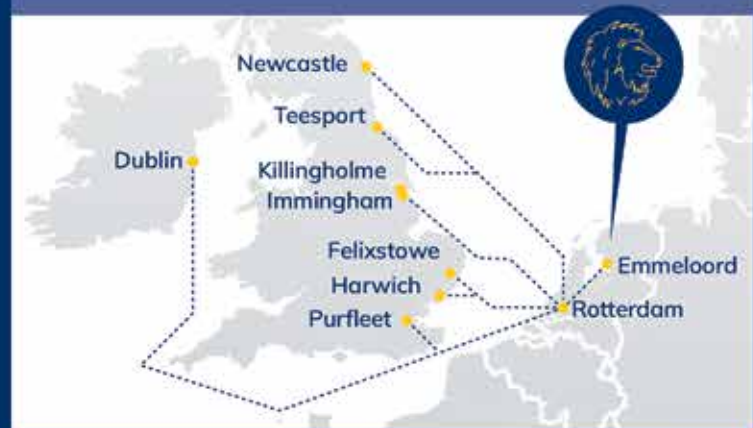 Newcastle
Teesport
Dublin
Killingholme
Immingham
Felixstowe
Harwich
Purfleet
Emmeloord
Rotterdam